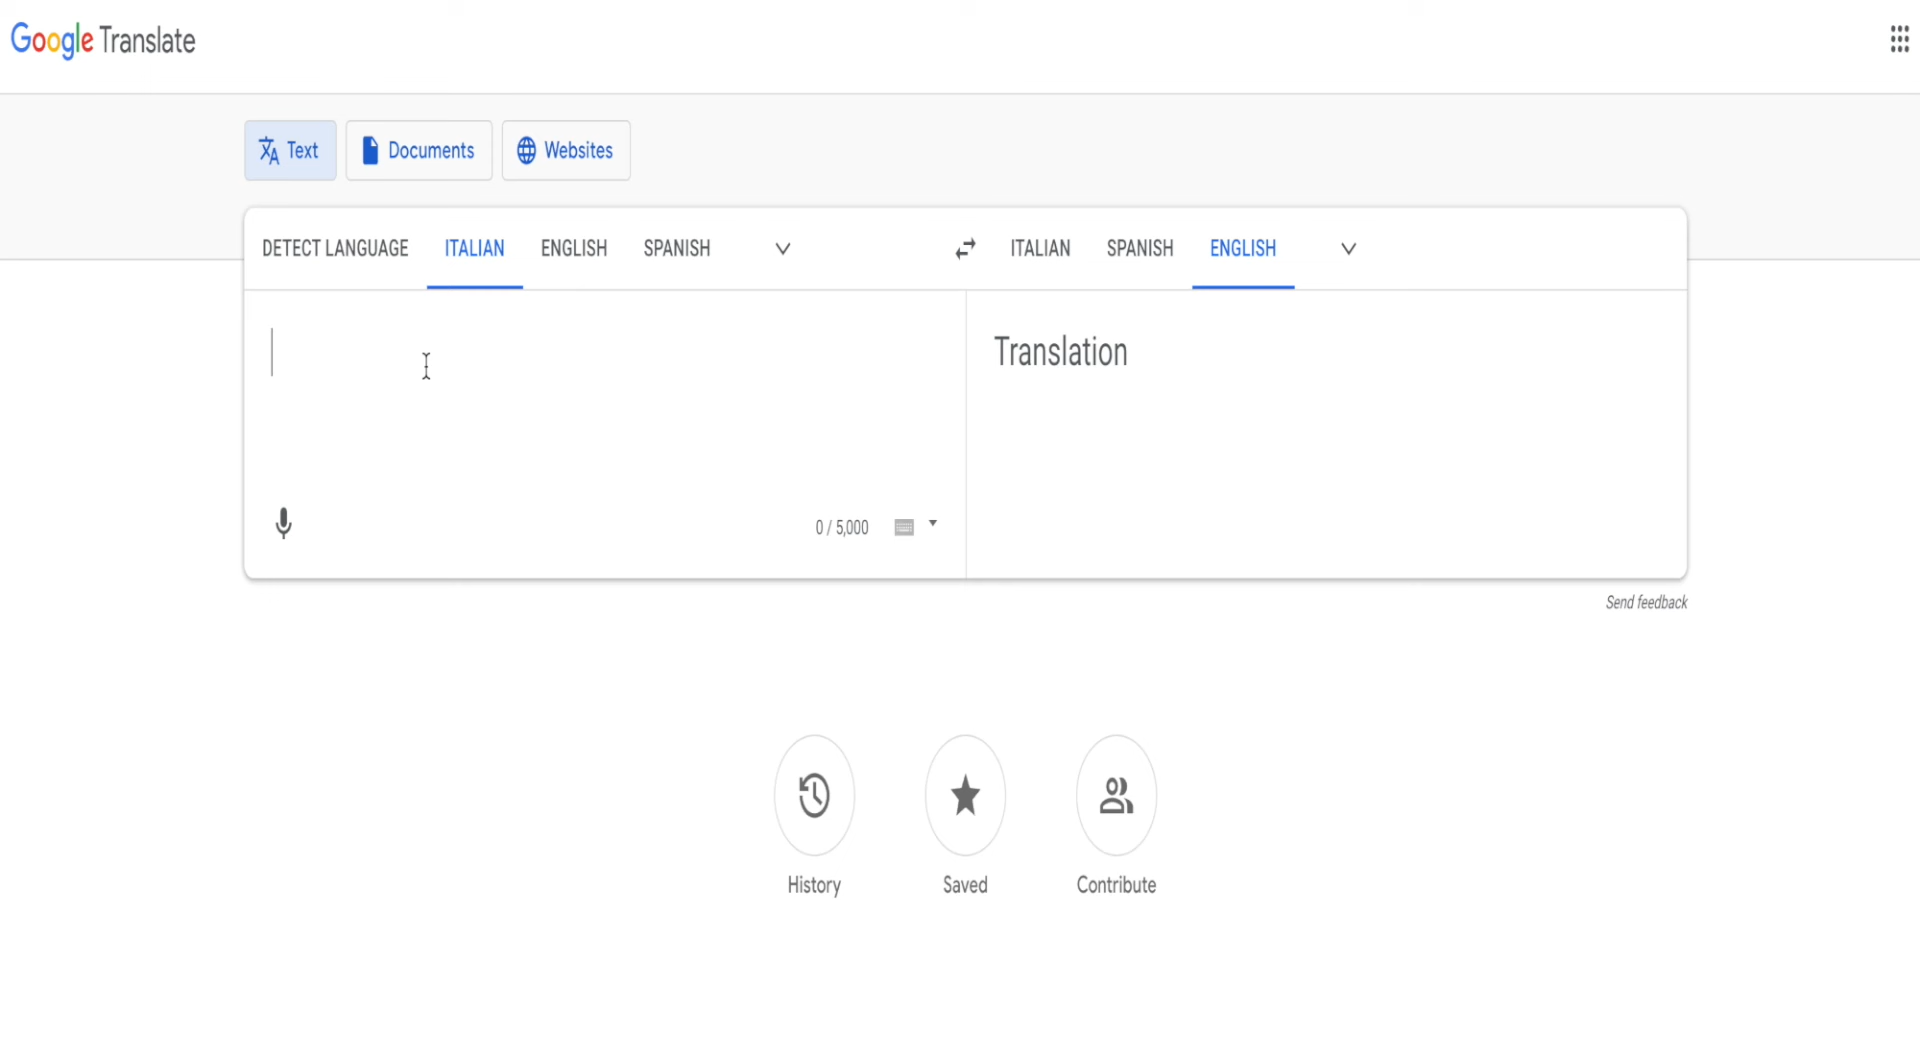 Google Translate
Text Documents Websites
DETECT LANGUAGE ITALIAN ENGLISH SPANISH ITALIAN SPANISH ENGLISH
Translation
0 / 5,000
Send feedback
History Saved Contribute